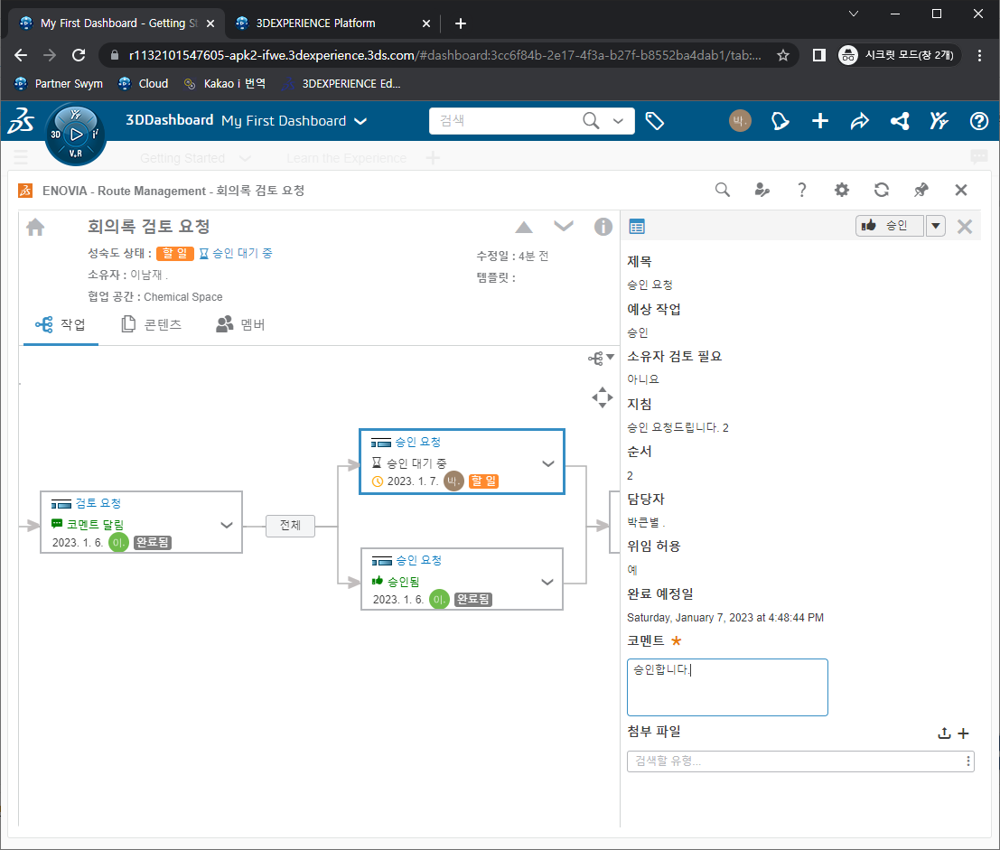 My First Dashboard - Getting St
3DEXPERIENCE Platform
r1132101547605-apk2-ifwe.3dexperience.3ds.com/#dashboard:3cc6f84b-2e17-4f3a-b27f-b8552ba4dab1/tab:...
시크릿 모드(창 2개)
Partner Swym
Cloud
Kakao i 번역
3DEXPERIENCE Ed...
3D
V.R
3DDashboard My First Dashboard
검색
박.
Getting Started
Learn the Experience
ENOVIA - Route Management - 회의록 검토 요청
회의록 검토 요청
성숙도 상태 : 할 일 승인 대기 중
소유자 : 이남재 .
협업 공간 : Chemical Space
수정일 : 4분 전
템플릿 :
작업
콘텐츠
멤버
검토 요청
코멘트 달림
2023. 1. 6. 이. 완료됨
전체
승인 요청
승인 대기 중
2023. 1. 7. 박. 할 일
승인 요청
승인됨
2023. 1. 6. 이. 완료됨
승인
제목
승인 요청
예상 작업
승인
소유자 검토 필요
아니요
지침
승인 요청드립니다. 2
순서
2
담당자
박큰별 .
위임 허용
예
완료 예정일
Saturday, January 7, 2023 at 4:48:44 PM
코멘트 *
승인합니다.
첨부 파일
검색할 유형...